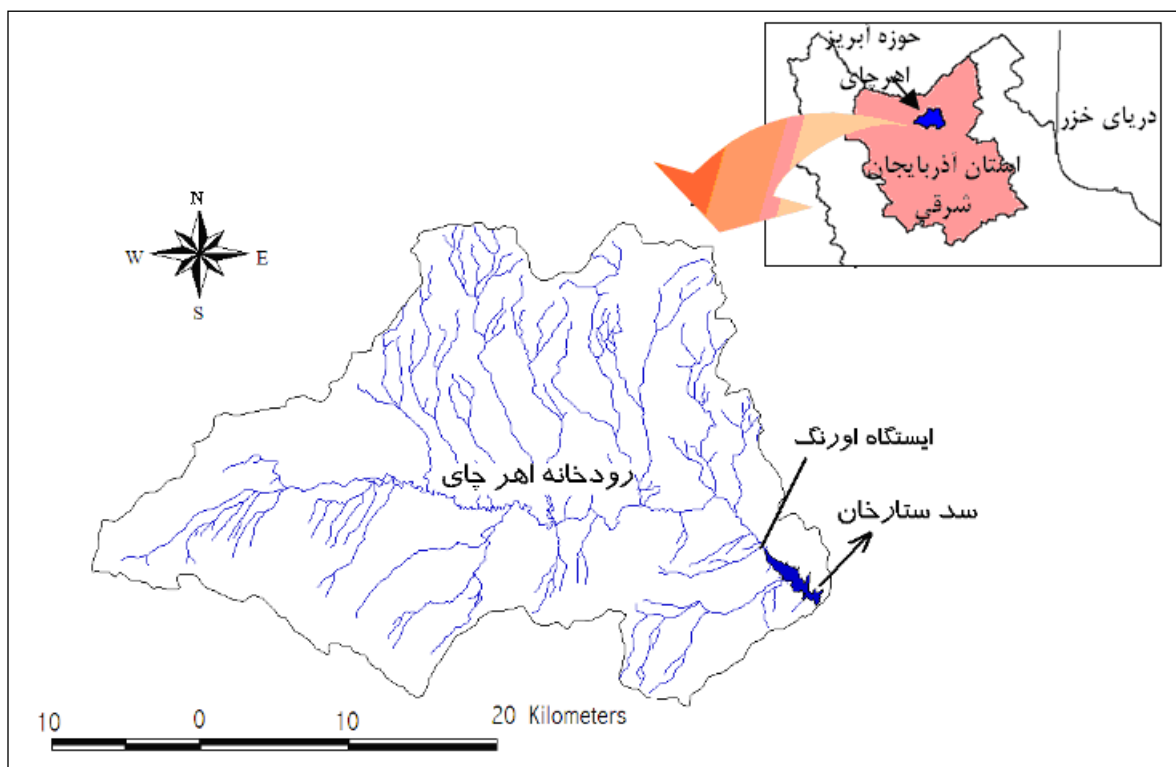 حوزه آبریز
اهرچای
دریای خزر
استان آذربایجان
شرقي
N
W
E
S
ایستگاه اورنگ
رودخانه اهر چای
سد ستارخان
10 0 10 20 Kilometers